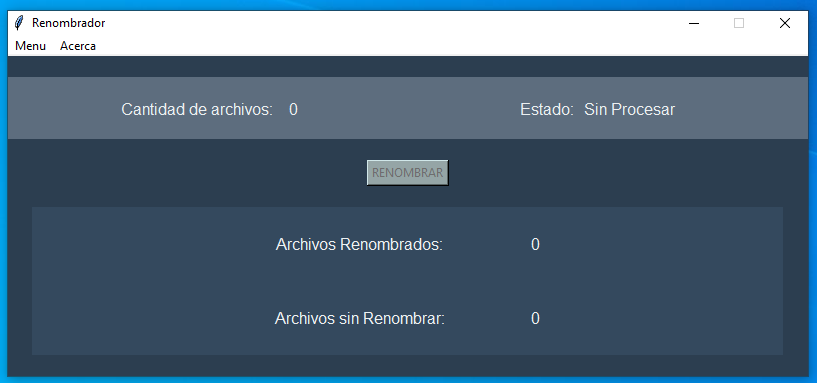 Renombrador
Menu Acerca
Cantidad de archivos: 0 Estado: Sin Procesar
RENOMBRAR
Archivos Renombrados: 0
Archivos sin Renombrar: 0